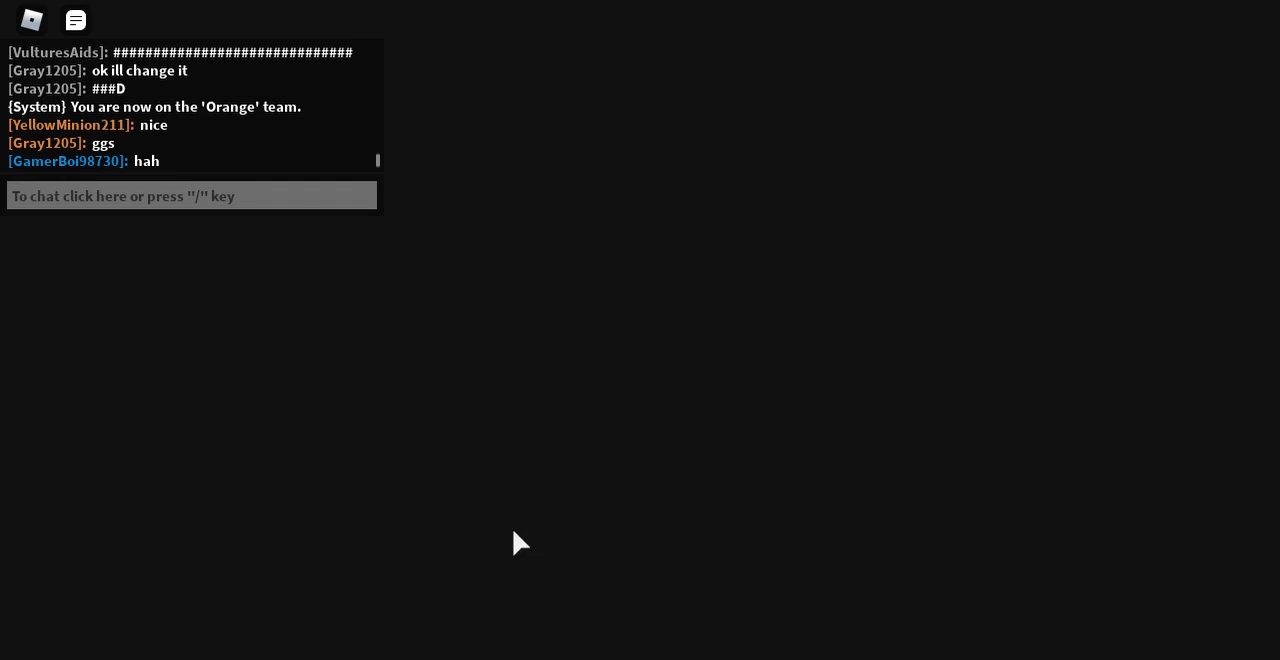 [VulturesAids]: ##############################
[Gray1205]: ok ill change it
[Gray1205]: ###D
{System} You are now on the 'Orange' team.
[YellowMinion211]: nice
[Gray1205]: ggs
[GamerBoi98730]: hah
To chat click here or press "/" key